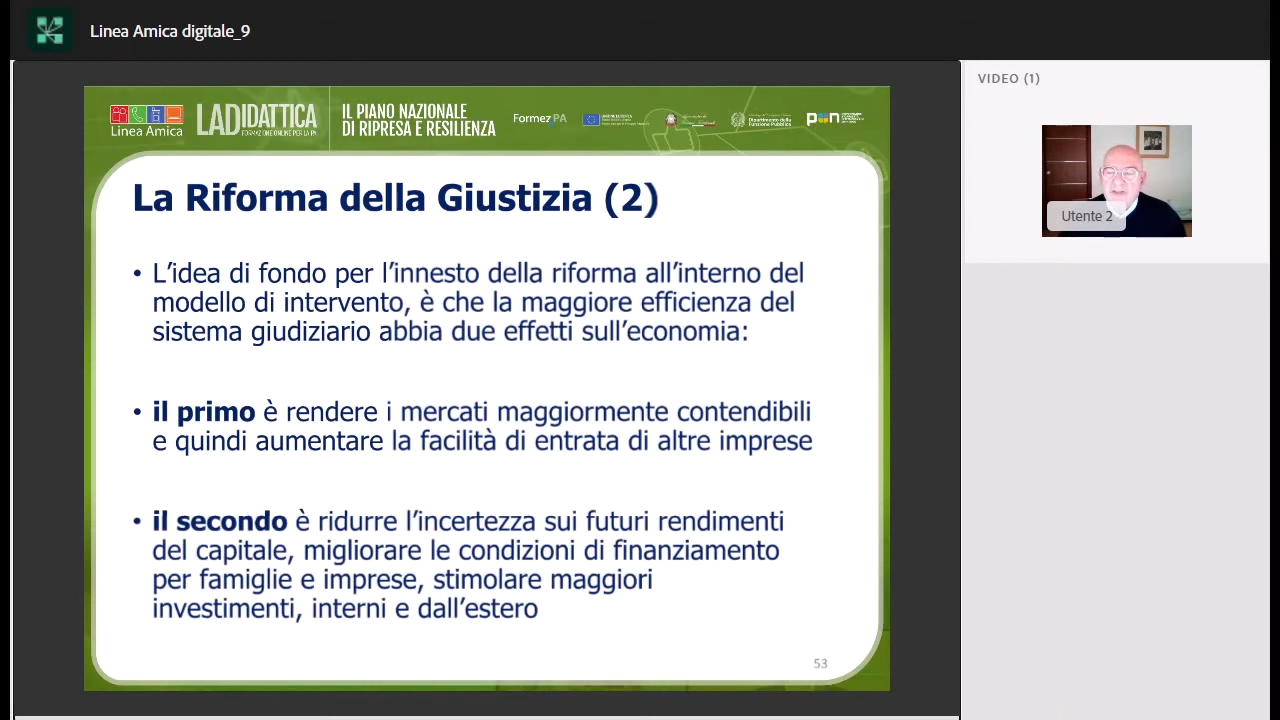 Linea Amica digitale_9
VIDEO (1)
Linea Amica
LADIDATTICA
FORMAZIONE ONLINE PER LA PA
IL PIANO NAZIONALE
DI RIPRESA E RESILIENZA
FormezPA
Dipartimento della
Funzione Pubblica
pon
La Riforma della Giustizia (2)
• L’idea di fondo per l’innesto della riforma all’interno del
modello di intervento, è che la maggiore efficienza del
sistema giudiziario abbia due effetti sull’economia:
• il primo è rendere i mercati maggiormente contendibili
e quindi aumentare la facilità di entrata di altre imprese
• il secondo è ridurre l’incertezza sui futuri rendimenti
del capitale, migliorare le condizioni di finanziamento
per famiglie e imprese, stimolare maggiori
investimenti, interni e dall’estero
53
Utente 2